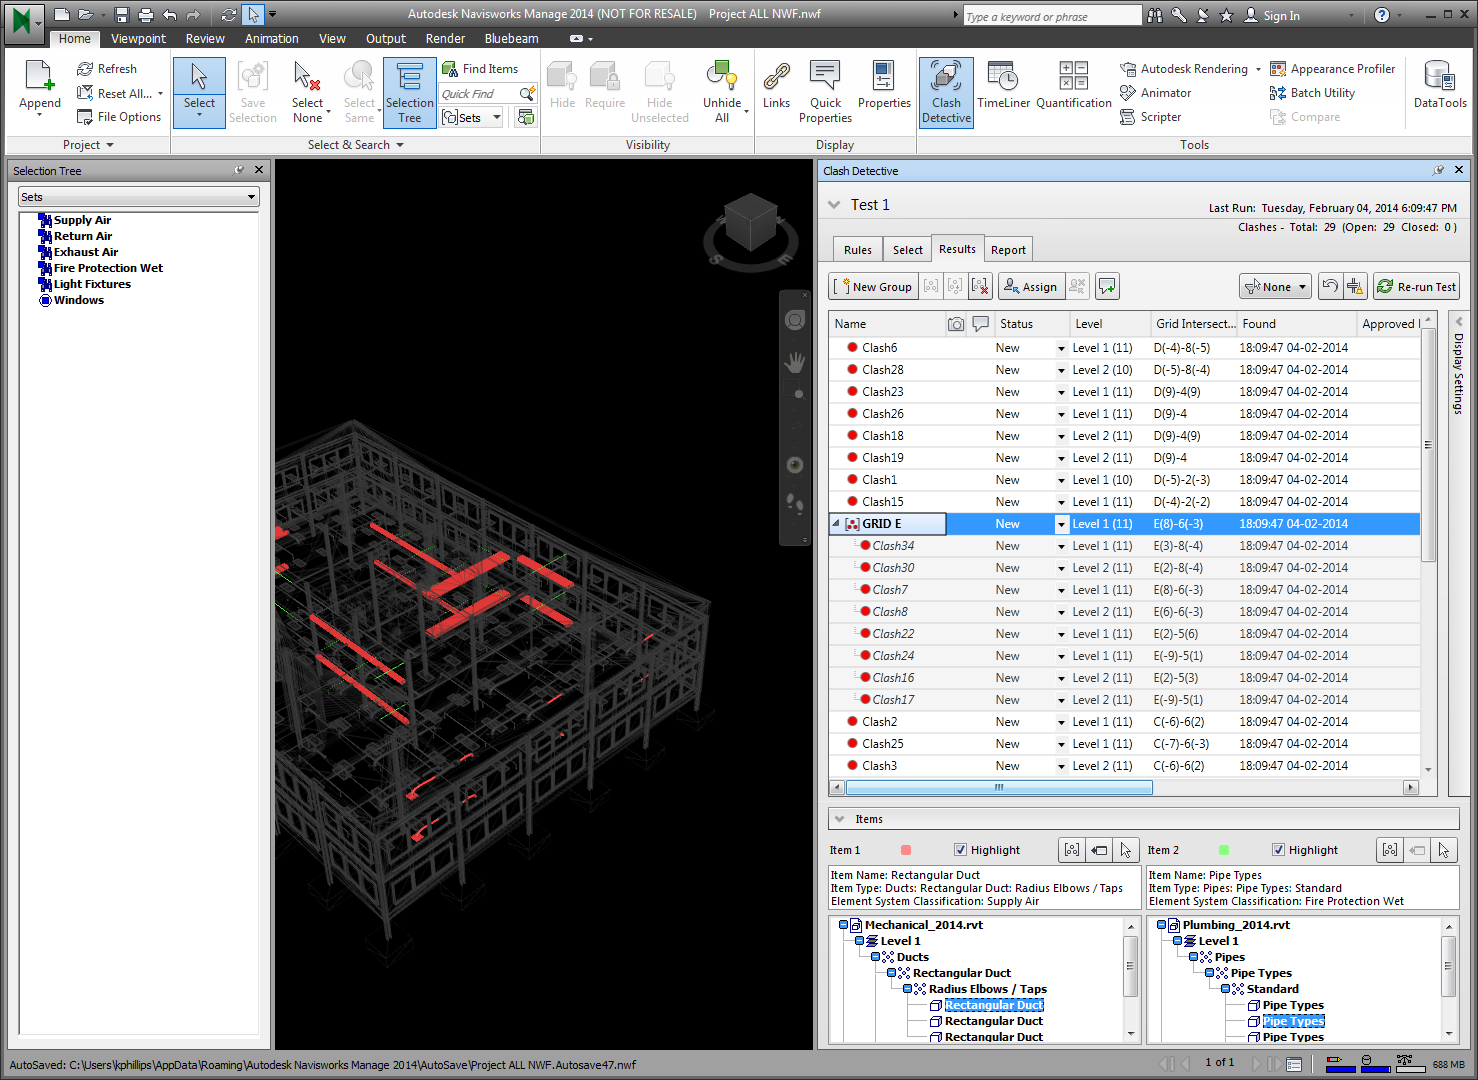 Autodesk Navisworks Manage 2014 (NOT FOR RESALE) Project ALL NWF.nwf
Type a keyword or phrase
Sign In
Home Viewpoint Review Animation View Output Render Bluebeam
Append
Refresh
Reset All...
File Options
Project
Select
Save Selection
Select None
Select Same
Selection Tree
Find Items
Quick Find
Sets
Select & Search
Hide
Require
Hide Unselected
Unhide All
Visibility
Links
Quick Properties
Properties
Display
Clash Detective
TimeLiner
Quantification
Autodesk Rendering
Animator
Scripter
Appearance Profiler
Batch Utility
Compare
Tools
DataTools
Selection Tree
Sets
Supply Air
Return Air
Exhaust Air
Fire Protection Wet
Light Fixtures
Windows
S
Clash Detective
Test 1
Last Run: Tuesday, February 04, 2014 6:09:47 PM
Clashes - Total: 29 (Open: 29 Closed: 0 )
Rules Select Results Report
New Group
Assign
None
Re-run Test
Name Status Level Grid Intersect... Found Approved
Clash6 New Level 1 (11) D(-4)-8(-5) 18:09:47 04-02-2014
Clash28 New Level 2 (10) D(-5)-8(-4) 18:09:47 04-02-2014
Clash23 New Level 1 (11) D(9)-4(9) 18:09:47 04-02-2014
Clash26 New Level 1 (11) D(9)-4 18:09:47 04-02-2014
Clash18 New Level 2 (11) D(9)-4(9) 18:09:47 04-02-2014
Clash19 New Level 2 (11) D(9)-4 18:09:47 04-02-2014
Clash1 New Level 1 (10) D(-5)-2(-3) 18:09:47 04-02-2014
Clash15 New Level 1 (11) D(-4)-2(-2) 18:09:47 04-02-2014
GRID E New Level 1 (11) E(8)-6(-3) 18:09:47 04-02-2014
Clash34 New Level 1 (11) E(3)-8(-4) 18:09:47 04-02-2014
Clash30 New Level 2 (11) E(2)-8(-4) 18:09:47 04-02-2014
Clash7 New Level 1 (11) E(8)-6(-3) 18:09:47 04-02-2014
Clash8 New Level 2 (11) E(6)-6(-3) 18:09:47 04-02-2014
Clash22 New Level 1 (11) E(2)-5(6) 18:09:47 04-02-2014
Clash24 New Level 1 (11) E(-9)-5(1) 18:09:47 04-02-2014
Clash16 New Level 2 (11) E(2)-5(3) 18:09:47 04-02-2014
Clash17 New Level 2 (11) E(-9)-5(1) 18:09:47 04-02-2014
Clash2 New Level 1 (11) C(-6)-6(2) 18:09:47 04-02-2014
Clash25 New Level 1 (11) C(-7)-6(-3) 18:09:47 04-02-2014
Clash3 New Level 2 (11) C(-6)-6(2) 18:09:47 04-02-2014
Display Settings
Items
Item 1 Highlight
Item Name: Rectangular Duct
Item Type: Ducts: Rectangular Duct: Radius Elbows / Taps
Element System Classification: Supply Air
Mechanical_2014.rvt
Level 1
Ducts
Rectangular Duct
Radius Elbows / Taps
Rectangular Duct
Rectangular Duct
Rectangular Duct
Item 2 Highlight
Item Name: Pipe Types
Item Type: Pipes: Pipe Types: Standard
Element System Classification: Fire Protection Wet
Plumbing_2014.rvt
Level 1
Pipes
Pipe Types
Standard
Pipe Types
Pipe Types
Pipe Types
AutoSaved: C:\Users\kphillips\AppData\Roaming\Autodesk Navisworks Manage 2014\AutoSave\Project ALL NWF.Autosave47.nwf
1 of 1
688 MB